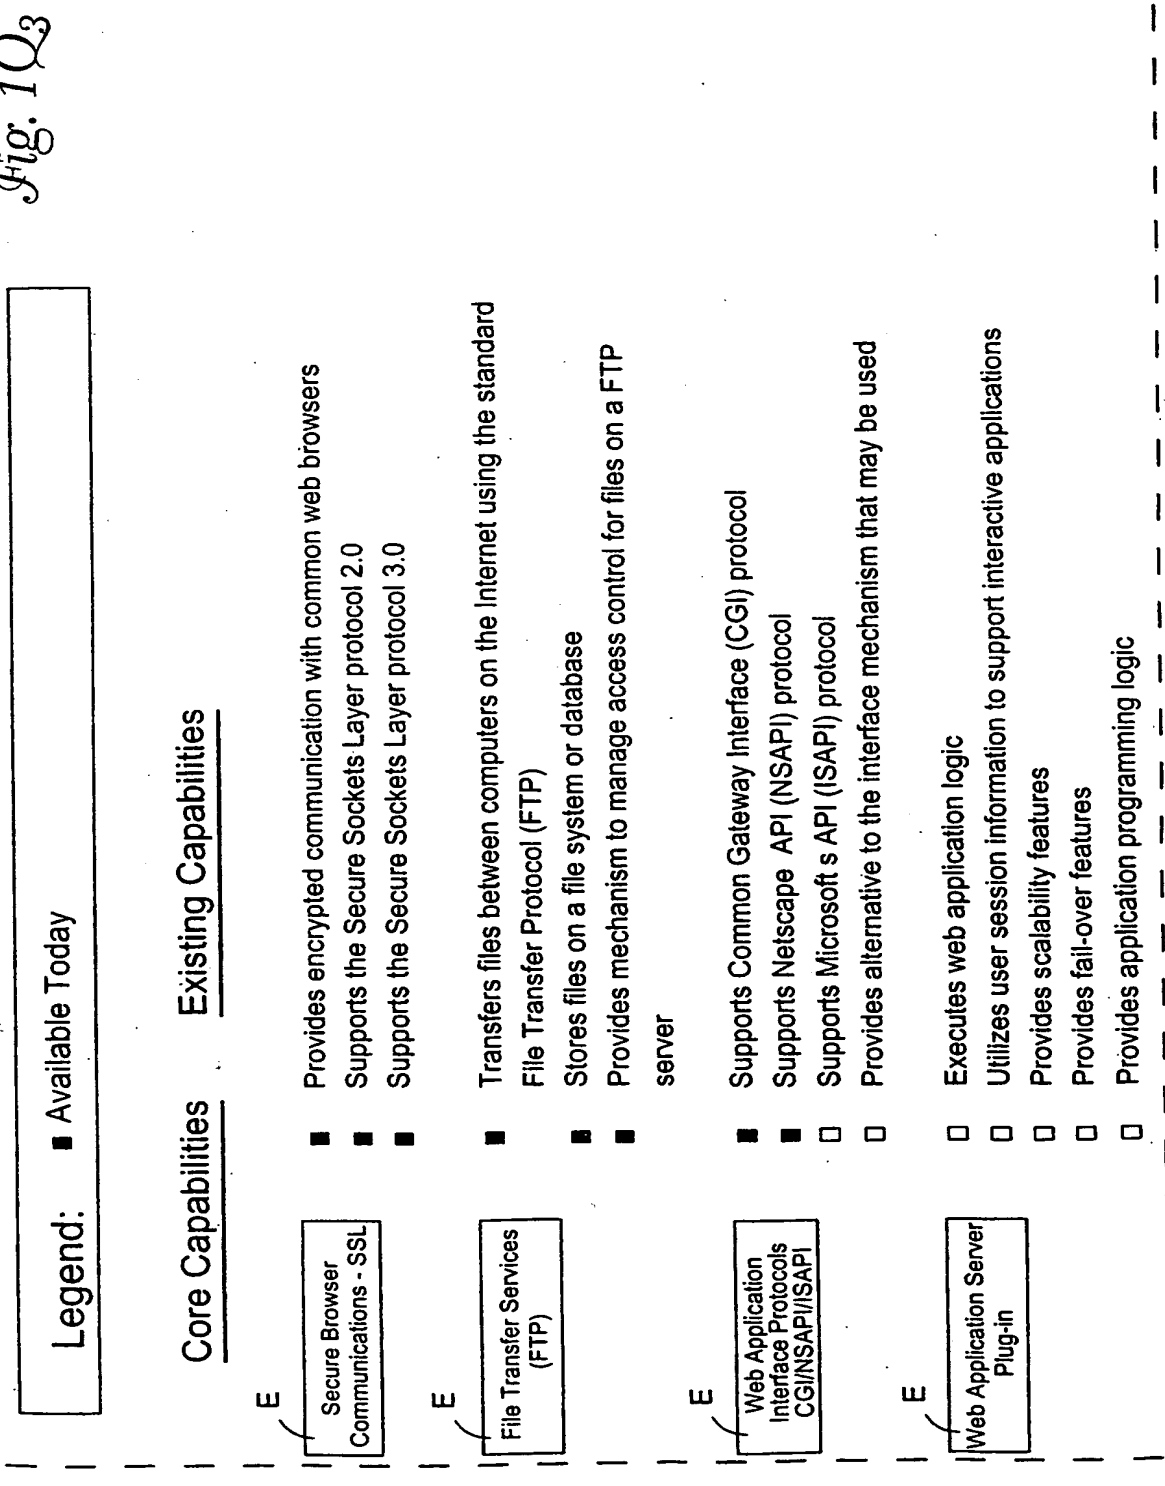 Fig. 1Q3
Legend: ■ Available Today
Core Capabilities Existing Capabilities
E
Secure Browser
Communications - SSL
■ Provides encrypted communication with common web browsers
■ Supports the Secure Sockets Layer protocol 2.0
■ Supports the Secure Sockets Layer protocol 3.0
E
File Transfer Services
(FTP)
■ Transfers files between computers on the Internet using the standard
File Transfer Protocol (FTP)
■ Stores files on a file system or database
■ Provides mechanism to manage access control for files on a FTP
server
E
Web Application
Interface Protocols
CGI/NSAPI/ISAPI
■ Supports Common Gateway Interface (CGI) protocol
■ Supports Netscape API (NSAPI) protocol
□ Supports Microsoft s API (ISAPI) protocol
□ Provides alternative to the interface mechanism that may be used
E
Web Application Server
Plug-in
□ Executes web application logic
□ Utilizes user session information to support interactive applications
□ Provides scalability features
□ Provides fail-over features
□ Provides application programming logic